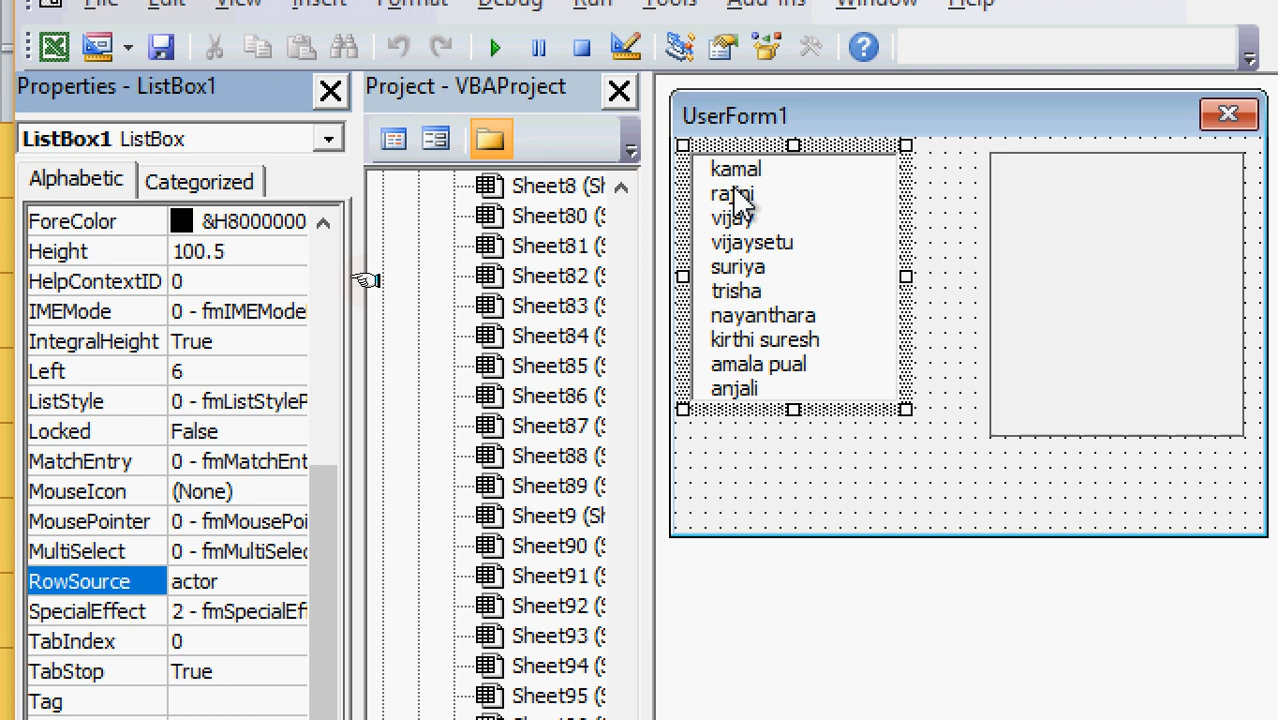 File Edit View Insert Format Debug Run Tools Add-Ins Window Help
Properties - ListBox1
ListBox1 ListBox
Alphabetic Categorized
ForeColor &H8000000
Height 100.5
HelpContextID 0
IMEMode 0 - fmIMEMode
IntegralHeight True
Left 6
ListStyle 0 - fmListStyleP
Locked False
MatchEntry 0 - fmMatchEnt
MouseIcon (None)
MousePointer 0 - fmMousePoi
MultiSelect 0 - fmMultiSelec
RowSource actor
SpecialEffect 2 - fmSpecialEff
TabIndex 0
TabStop True
Tag
Project - VBAProject
Sheet8 (Sh
Sheet80 (S
Sheet81 (S
Sheet82 (S
Sheet83 (S
Sheet84 (S
Sheet85 (S
Sheet86 (S
Sheet87 (S
Sheet88 (S
Sheet89 (S
Sheet9 (Sh
Sheet90 (S
Sheet91 (S
Sheet92 (S
Sheet93 (S
Sheet94 (S
Sheet95 (S
UserForm1
kamal
rajni
vijay
vijaysetu
suriya
trisha
nayanthara
kirthi suresh
amala pual
anjali